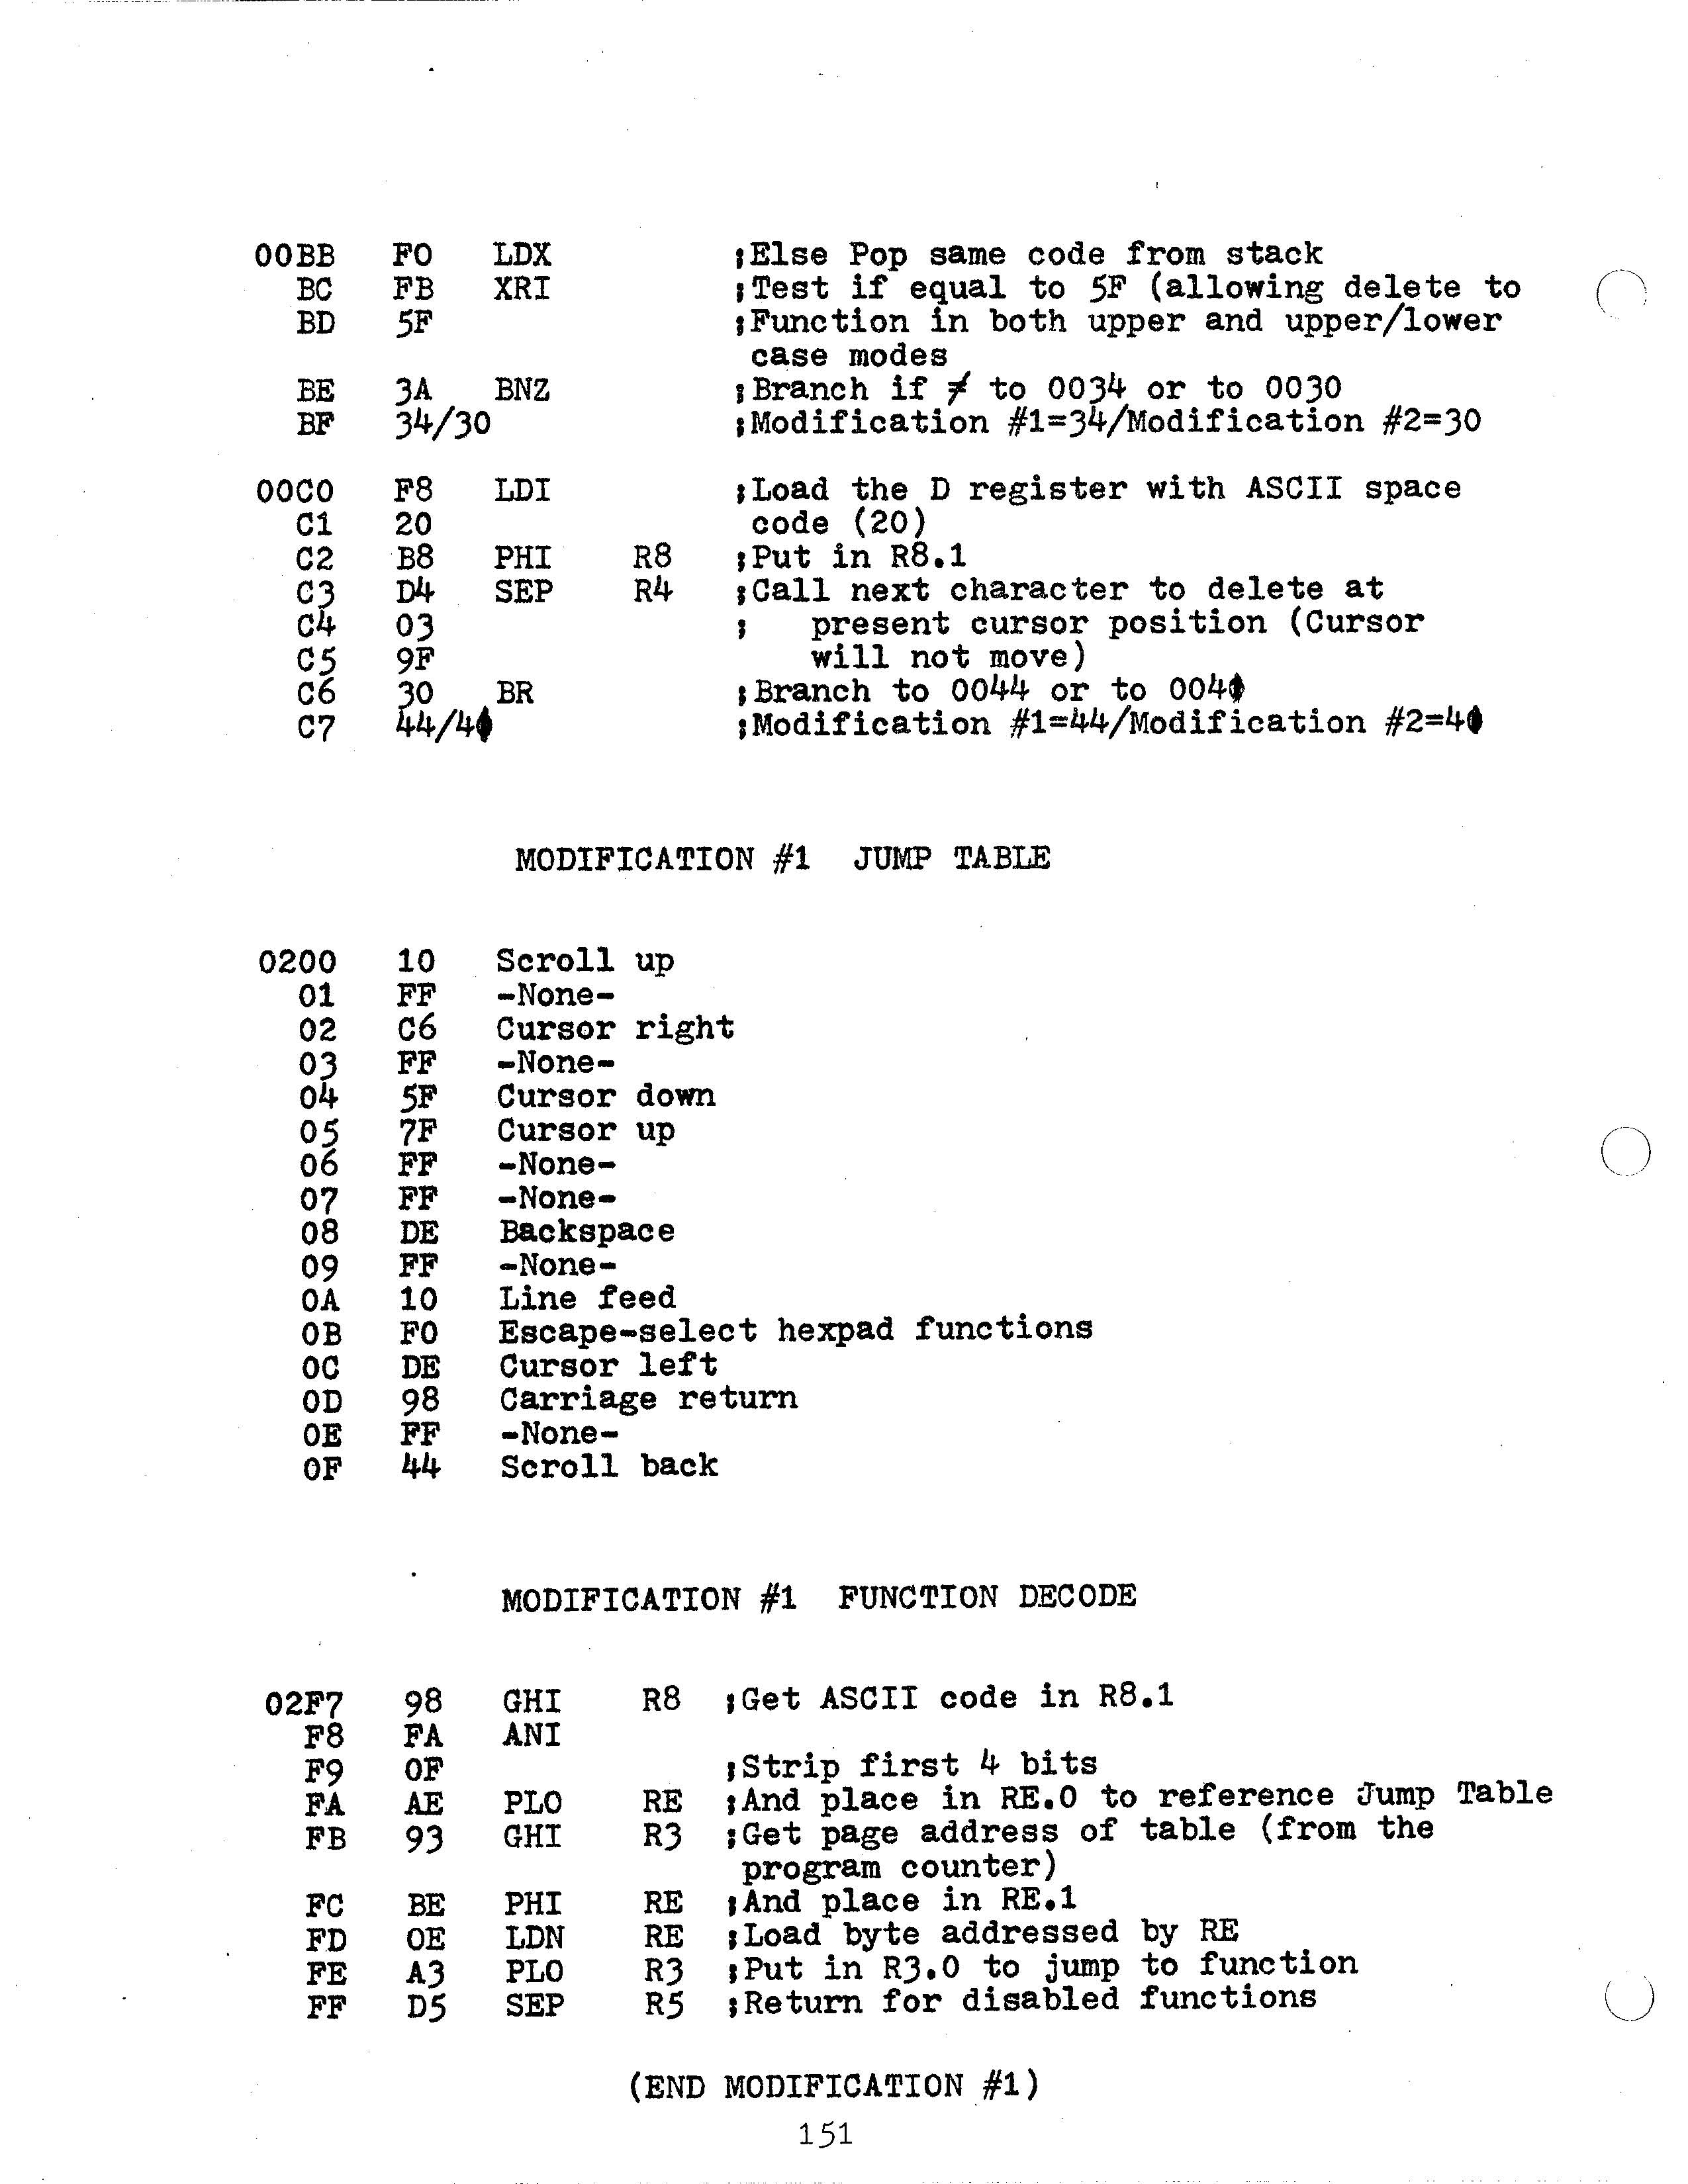 00BB F0 LDX ;Else Pop same code from stack
BC FB XRI ;Test if equal to 5F (allowing delete to
BD 5F ;Function in both upper and upper/lower
case modes
BE 3A BNZ ;Branch if ≠ to 0034 or to 0030
BF 34/30 ;Modification #1=34/Modification #2=30
00C0 F8 LDI ;Load the D register with ASCII space
C1 20 code (20)
C2 B8 PHI R8 ;Put in R8.1
C3 D4 SEP R4 ;Call next character to delete at
C4 03 ; present cursor position (Cursor
C5 9F will not move)
C6 30 BR ;Branch to 0044 or to
C7 ;Modification #1=44/Modification
MODIFICATION #1 JUMP TABLE
0200 10 Scroll up
01 FF -None-
02 C6 Cursor right
03 FF -None-
04 5F Cursor down
05 7F Cursor up
06 FF -None-
07 FF -None-
08 DE Backspace
09 FF -None-
0A 10 Line feed
0B F0 Escape-select hexpad functions
0C DE Cursor left
0D 98 Carriage return
0E FF -None-
0F 44 Scroll back
MODIFICATION #1 FUNCTION DECODE
02F7 98 GHI R8 ;Get ASCII code in R8.1
F8 FA ANI
F9 0F ;Strip first 4 bits
FA AE PLO RE ;And place in RE.0 to reference Jump Table
FB 93 GHI R3 ;Get page address of table (from the
program counter)
FC BE PHI RE ;And place in RE.1
FD 0E LDN RE ;Load byte addressed by RE
FE A3 PLO R3 ;Put in R3.0 to jump to function
FF D5 SEP R5 ;Return for disabled functions
(END MODIFICATION #1)
151